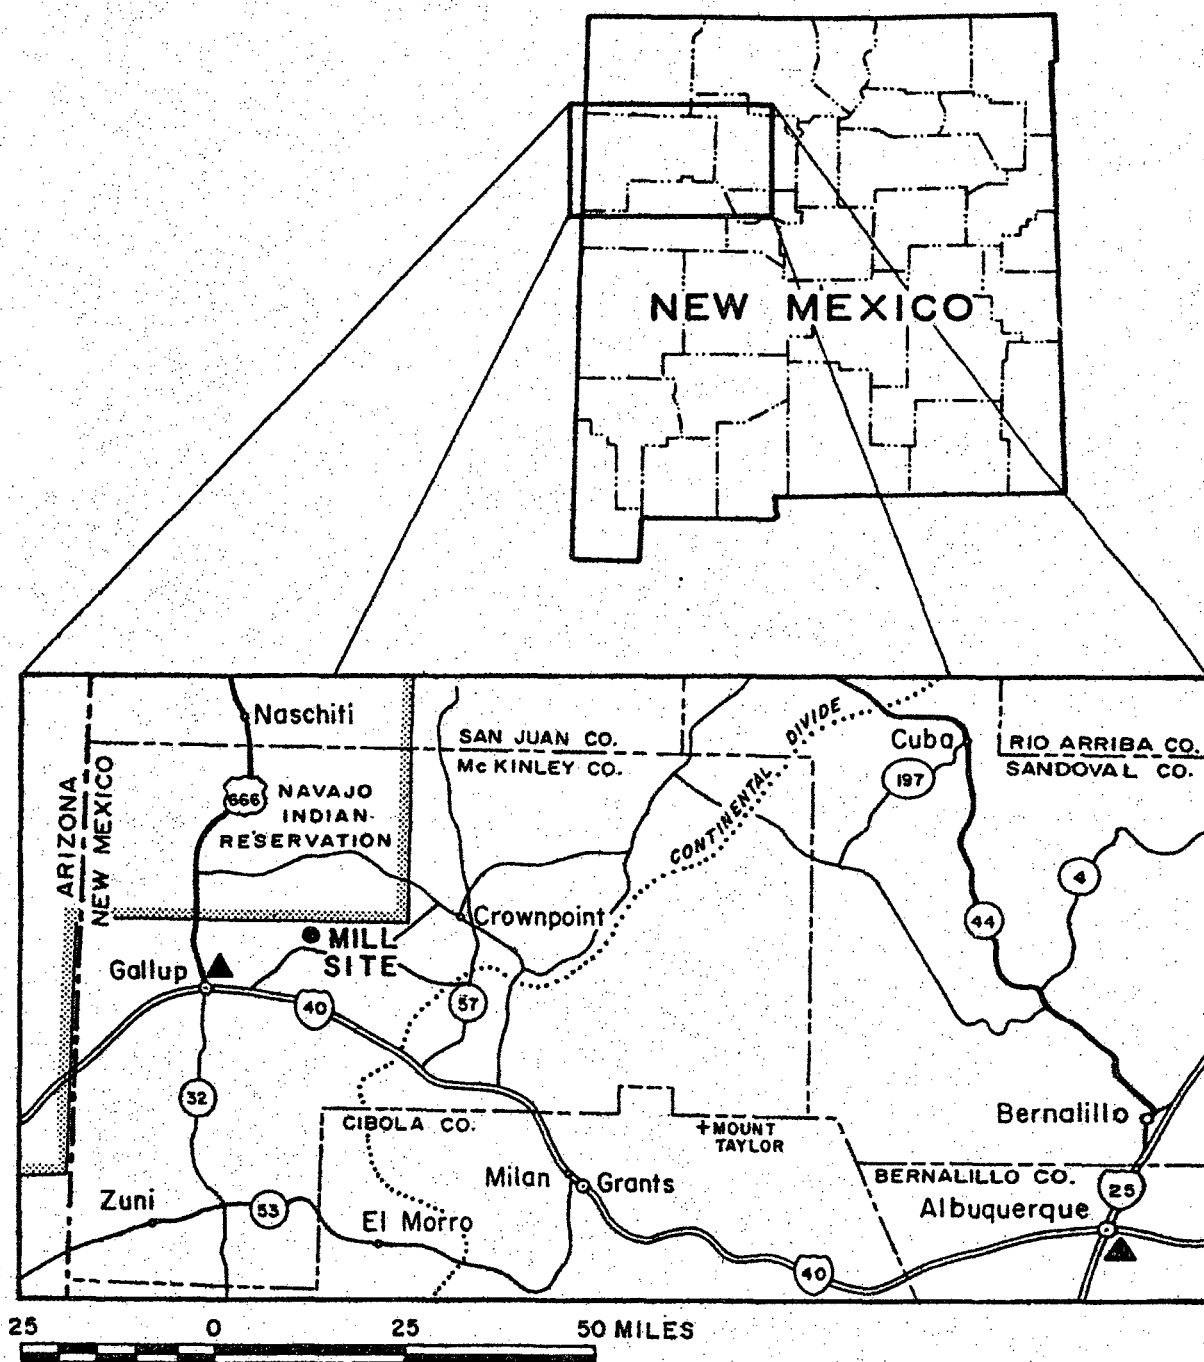 NEW MEXICO
Naschiti
SAN JUAN CO.
McKINLEY CO.
CONTINENTAL DIVIDE
Cuba
RIO ARRIBA CO.
SANDOVAL CO.
197
666
NAVAJO
INDIAN
RESERVATION
ARIZONA
NEW MEXICO
4
44
Crownpoint
MILL
SITE
Gallup
40
57
32
CIBOLA CO.
+MOUNT
TAYLOR
Bernalillo
Milan
Grants
BERNALILLO CO.
25
Albuquerque
Zuni
53
El Morro
40
25 0 25 50 MILES